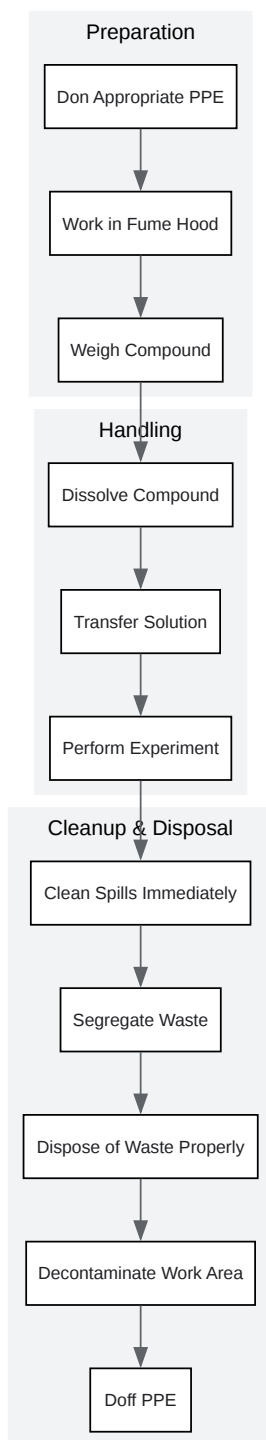 Preparation
Don Appropriate PPE
Work in Fume Hood
Weigh Compound
Handling
Dissolve Compound
Transfer Solution
Perform Experiment
Cleanup & Disposal
Clean Spills Immediately
Segregate Waste
Dispose of Waste Properly
Decontaminate Work Area
Doff PPE